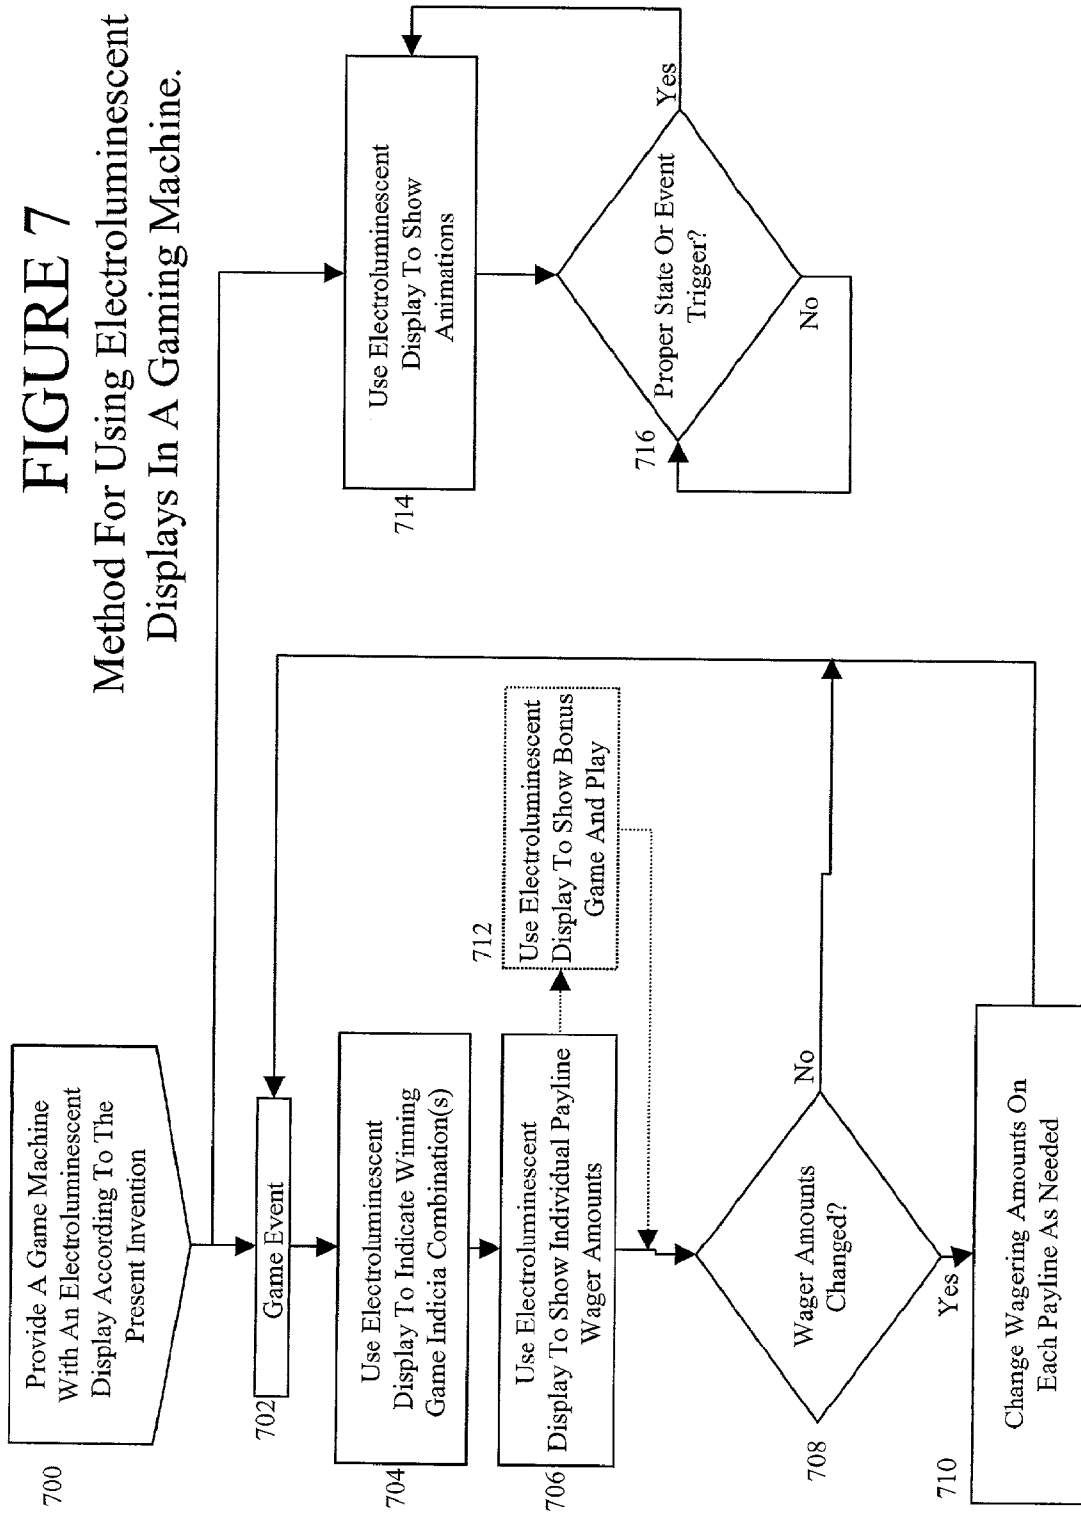 FIGURE 7
Method For Using Electroluminescent
Displays In A Gaming Machine.
700
Provide A Game Machine
With An Electroluminescent
Display According To The
Present Invention
702
Game Event
704
Use Electroluminescent
Display To Indicate Winning
Game Indicia Combination(s)
706
Use Electroluminescent
Display To Show Individual Payline
Wager Amounts
712
Use Electroluminescent
Display To Show Bonus
Game And Play
708
Wager Amounts
Changed?
No
Yes
710
Change Wagering Amounts On
Each Payline As Needed
714
Use Electroluminescent
Display To Show
Animations
716
Proper State Or Event
Trigger?
Yes
No